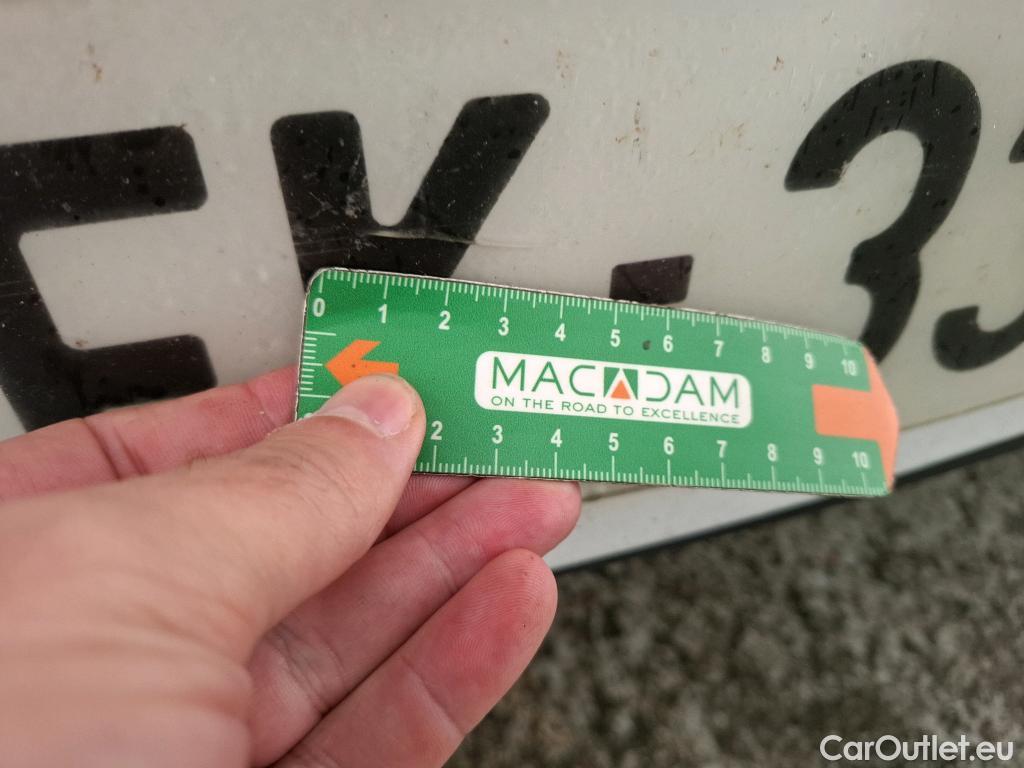 EK-33
0 1 2 3 4 5 6 7 8 9 10
MACADAM
ON THE ROAD TO EXCELLENCE
2 3 4 5 6 7 8 9 10
CarOutlet.eu